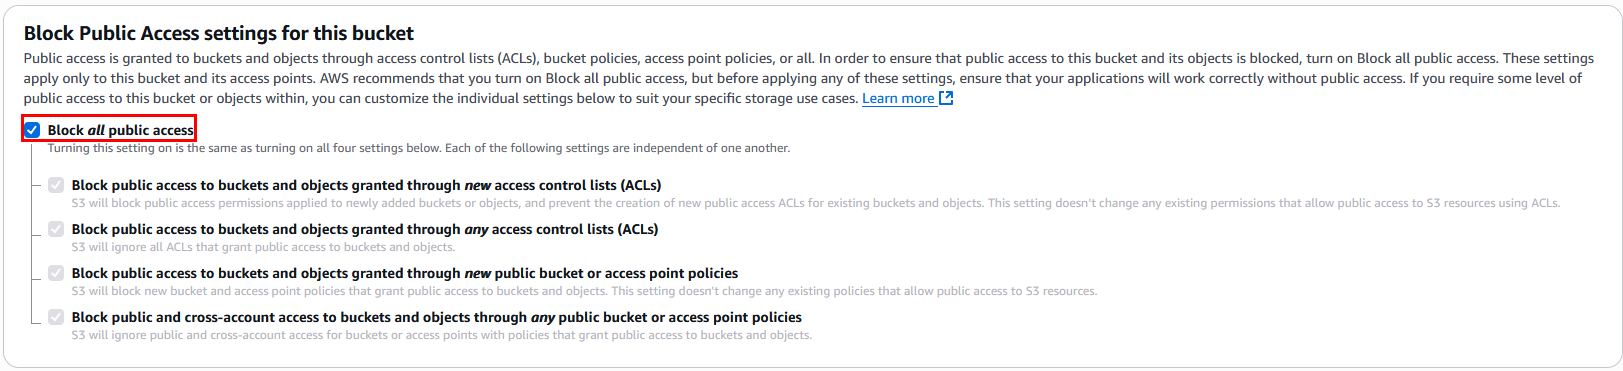 Block Public Access settings for this bucket
Public access is granted to buckets and objects through access control lists (ACLs), bucket policies, access point policies, or all. In order to ensure that public access to this bucket and its objects is blocked, turn on Block all public access. These settings
apply only to this bucket and its access points. AWS recommends that you turn on Block all public access, but before applying any of these settings, ensure that your applications will work correctly without public access. If you require some level of
public access to this bucket or objects within, you can customize the individual settings below to suit your specific storage use cases. Learn more
Block all public access
Turning this setting on is the same as turning on all four settings below. Each of the following settings are independent of one another.
Block public access to buckets and objects granted through new access control lists (ACLs)
S3 will block public access permissions applied to newly added buckets or objects, and prevent the creation of new public access ACLs for existing buckets and objects. This setting doesn't change any existing permissions that allow public access to S3 resources using ACLs.
Block public access to buckets and objects granted through any access control lists (ACLs)
S3 will ignore all ACLs that grant public access to buckets and objects.
Block public access to buckets and objects granted through new public bucket or access point policies
S3 will block new bucket and access point policies that grant public access to buckets and objects. This setting doesn't change any existing policies that allow public access to S3 resources.
Block public and cross-account access to buckets and objects through any public bucket or access point policies
S3 will ignore public and cross-account access for buckets or access points with policies that grant public access to buckets and objects.